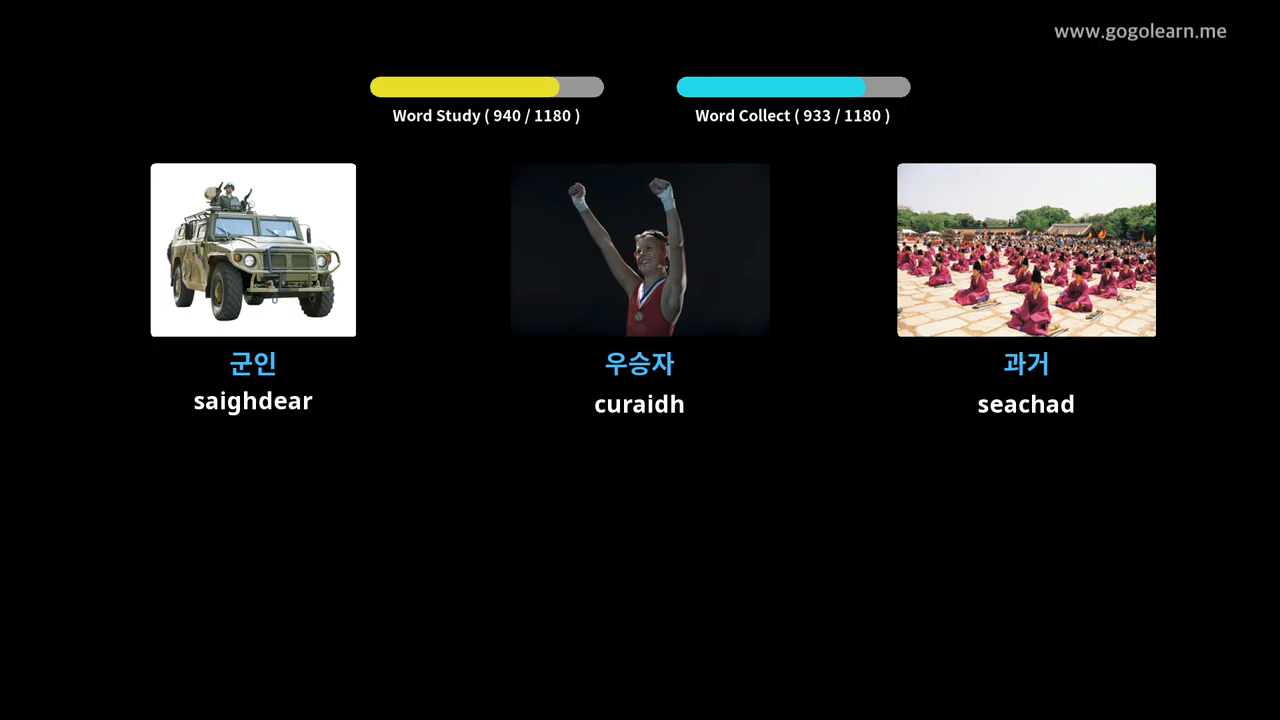 www.gogolearn.me
Word Study ( 940 / 1180 )
Word Collect ( 933 / 1180 )
군인
saighdear
우승자
curaidh
과거
seachad